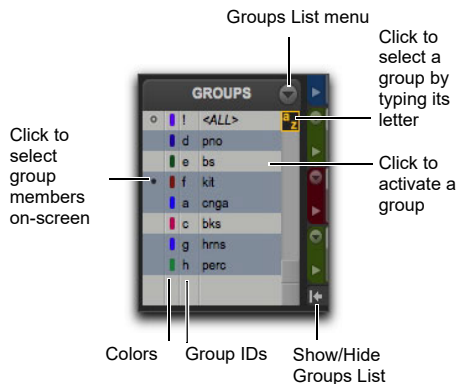 Groups List menu
Click to
select a
group by
typing its
letter
GROUPS
a z
! <ALL>
d pno
e bs
f kit
a cnga
c bks
g hrns
h perc
Click to
select
group
members
on-screen
Click to
activate a
group
Colors
Group IDs
Show/Hide
Groups List